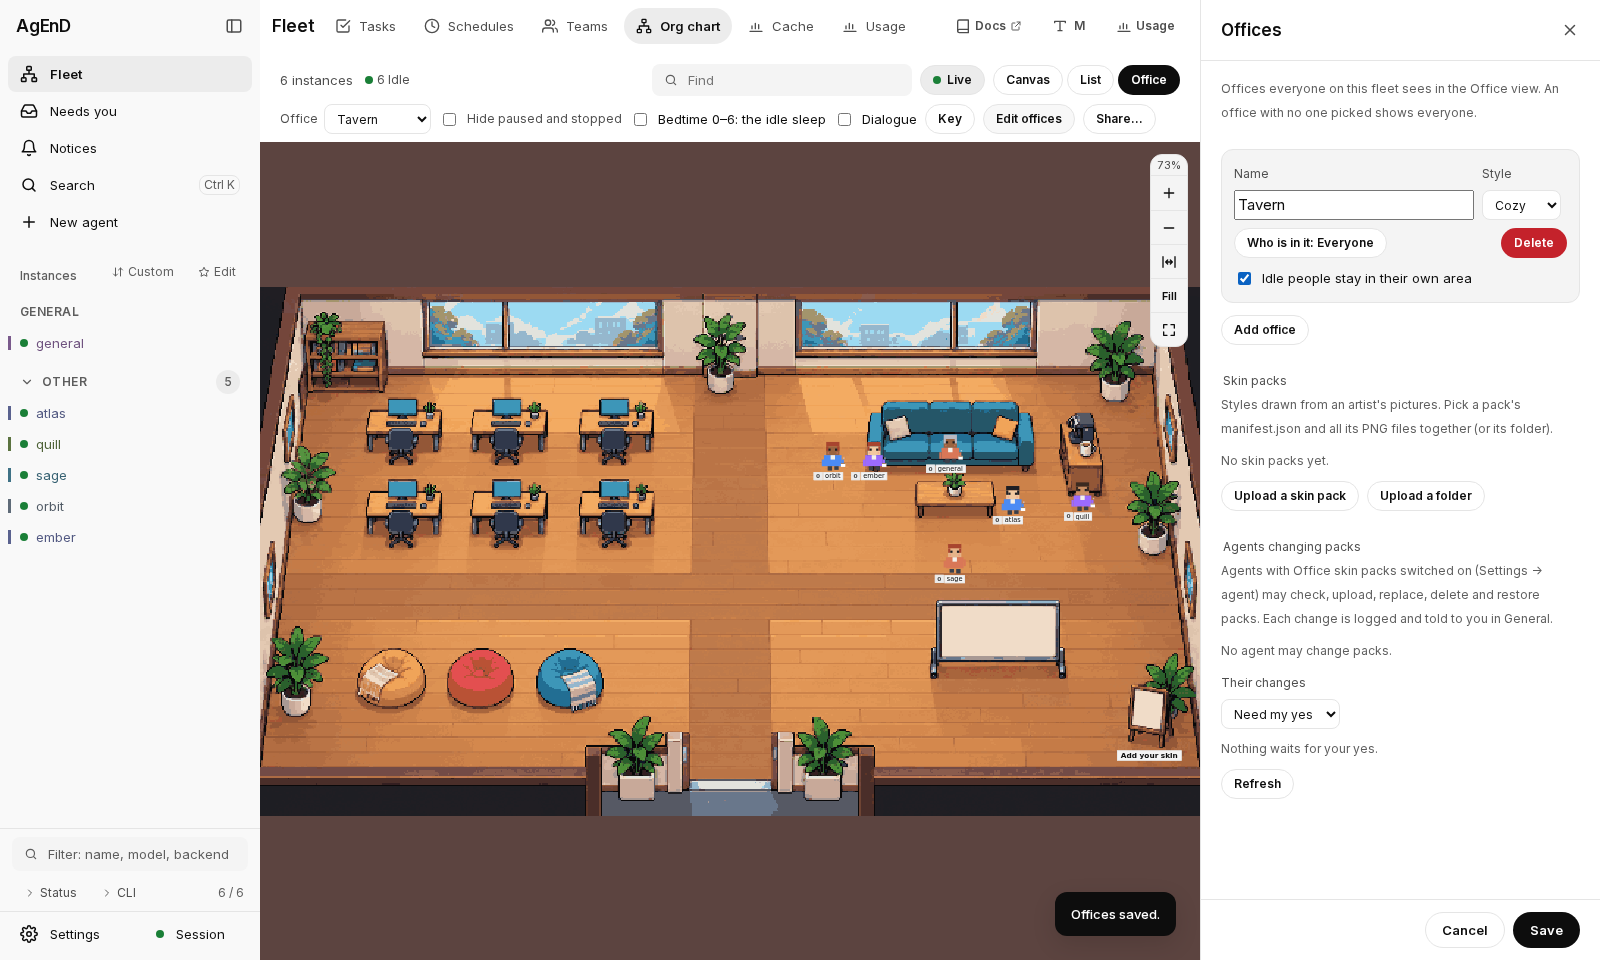 AgEnD
Fleet
Needs you
Notices
Search
Ctrl K
New agent
Instances
Custom
Edit
GENERAL
general
OTHER
5
atlas
quill
sage
orbit
ember
Filter: name, model, backend
Status
CLI
6 / 6
Settings
Session
Fleet
Tasks
Schedules
Teams
Org chart
Cache
Usage
Docs
M
Usage
6 instances
6 Idle
Find
Live
Canvas
List
Office
Office
Tavern
Hide paused and stopped
Bedtime 0–6: the idle sleep
Dialogue
Key
Edit offices
Share…
73%
Fill
orbit
ember
general
atlas
quill
sage
Add your skin
Offices saved.
Offices
Offices everyone on this fleet sees in the Office view. An
office with no one picked shows everyone.
Name
Style
Tavern
Cozy
Who is in it: Everyone
Delete
Idle people stay in their own area
Add office
Skin packs
Styles drawn from an artist's pictures. Pick a pack's
manifest.json and all its PNG files together (or its folder).
No skin packs yet.
Upload a skin pack
Upload a folder
Agents changing packs
Agents with Office skin packs switched on (Settings →
agent) may check, upload, replace, delete and restore
packs. Each change is logged and told to you in General.
No agent may change packs.
Their changes
Need my yes
Nothing waits for your yes.
Refresh
Cancel
Save